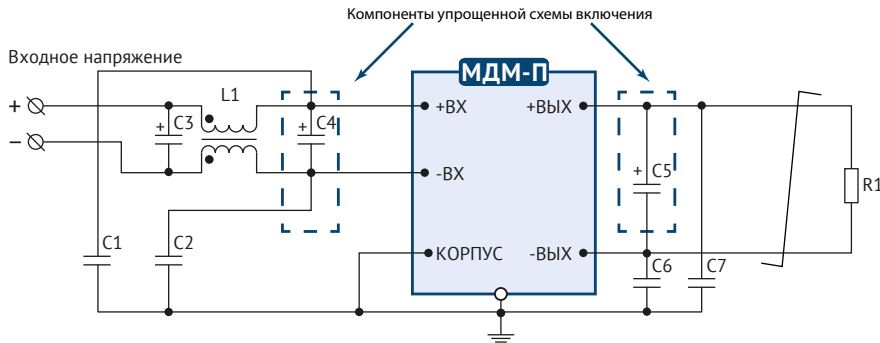 Компоненты упрощенной схемы включения
Входное напряжение
МДМ-П
L1
+
+ВХ
+ВЫХ
+ C3
+ C4
−
-ВХ
+ C5
R1
C1
C2
КОРПУС
-ВЫХ
C6
C7